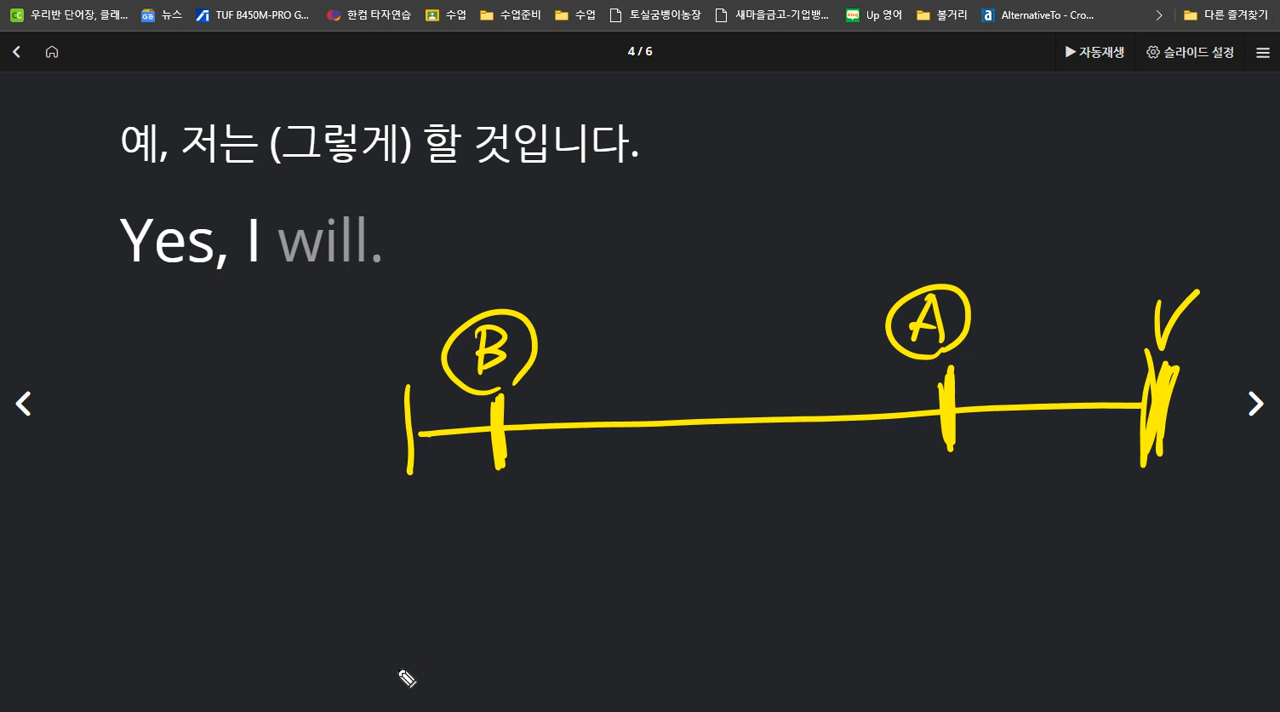 우리반 단어장, 클래... 뉴스 TUF B450M-PRO G... 한컴 타자연습 수업 수업준비 수업 토실굼벵이농장 새마을금고-기업뱅... Up 영어 볼거리 AlternativeTo - Cro... 다른 즐겨찾기
4 / 6 자동재생 슬라이드 설정
예, 저는 (그렇게) 할 것입니다.
Yes, I will.
B A